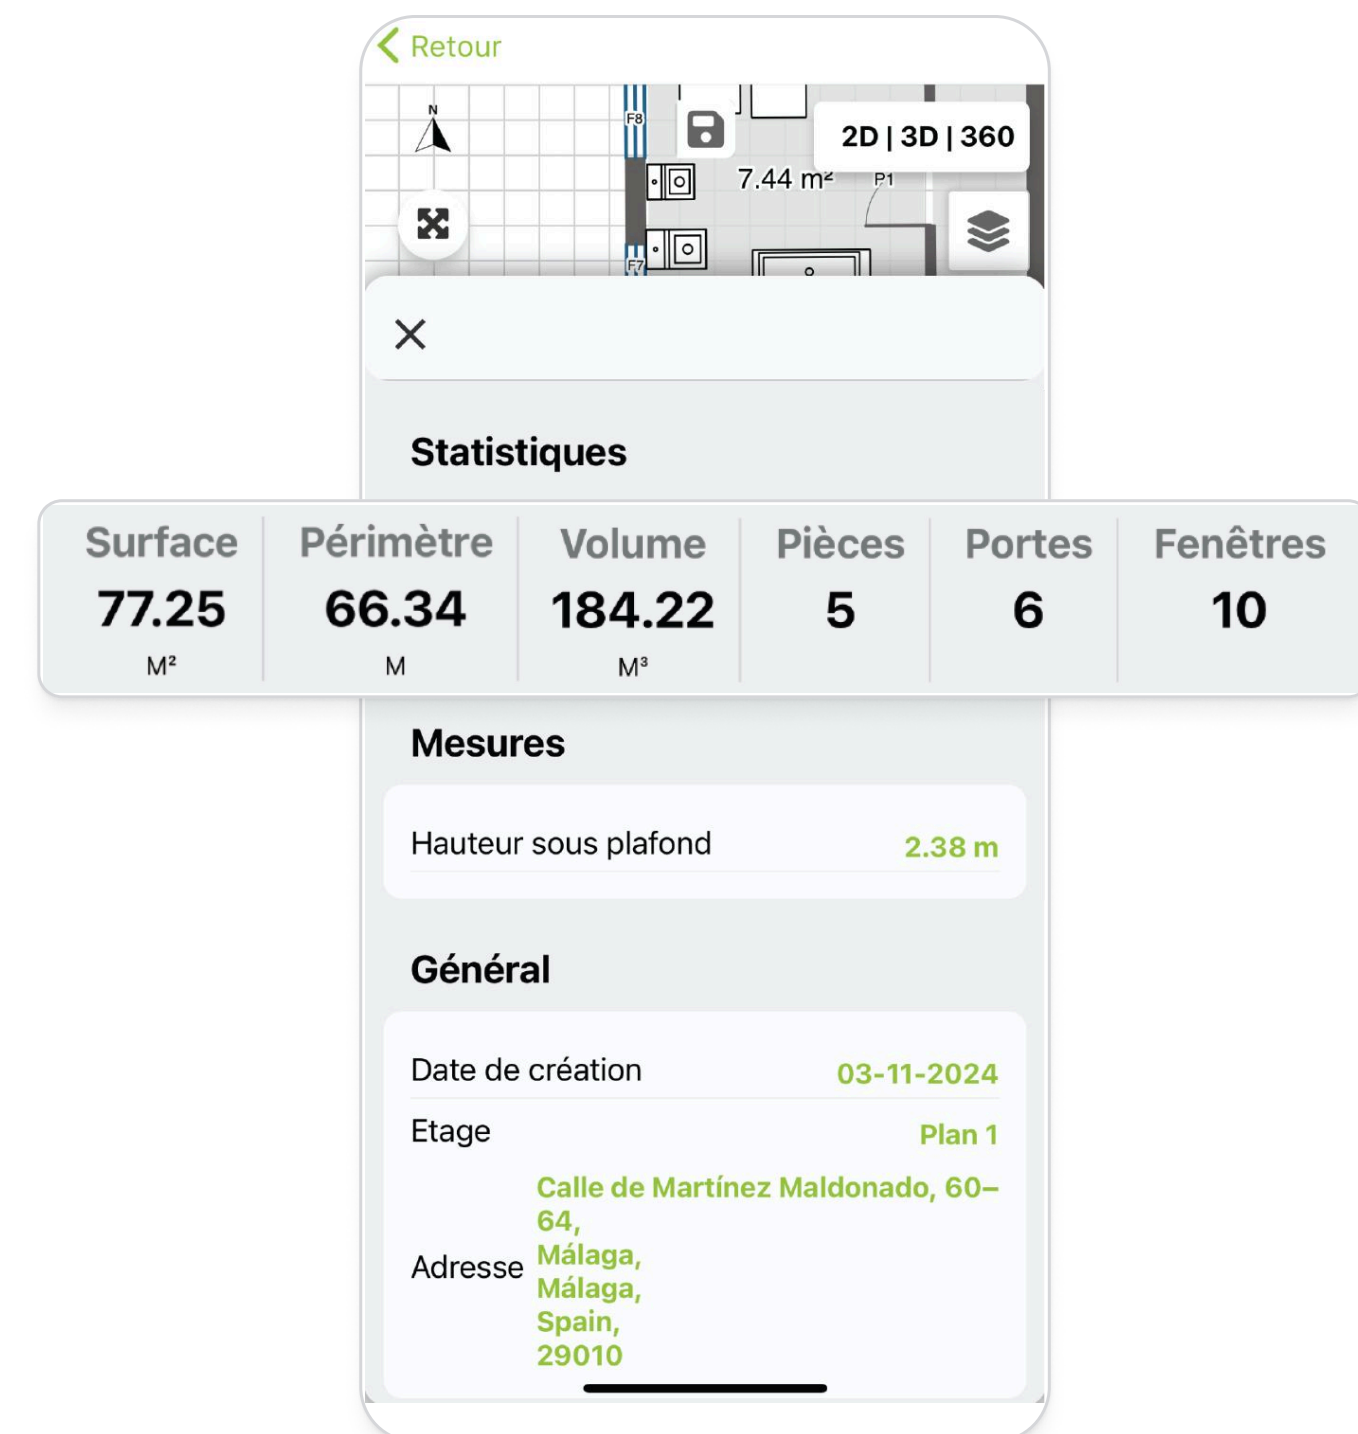 Retour
N
F8
2D | 3D | 360
7.44 m²
P1
F7
Statistiques
Surface Périmètre Volume Pièces Portes Fenêtres
77.25 66.34 184.22 5 6 10
M² M M³
Mesures
Hauteur sous plafond 2.38 m
Général
Date de création 03-11-2024
Etage Plan 1
Adresse Calle de Martínez Maldonado, 60–
64,
Málaga,
Málaga,
Spain,
29010